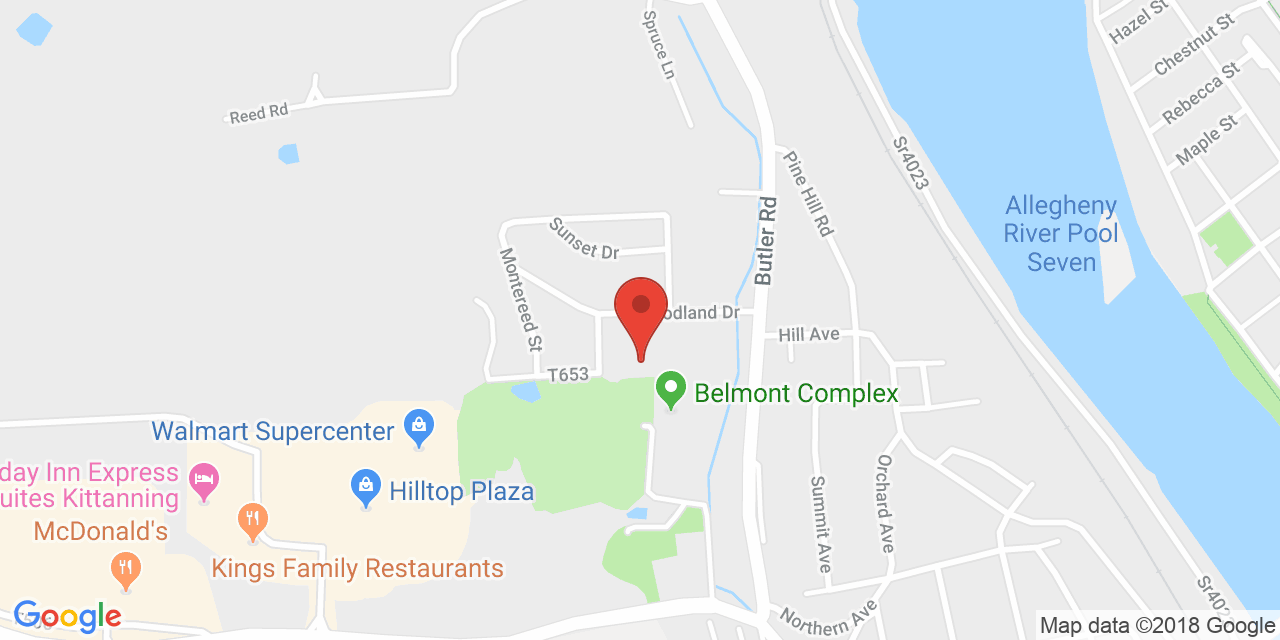 Spruce Ln
Hazel St
Chestnut St
Rebecca St
Maple St
Reed Rd
Sr4023
Pine Hill Rd
Allegheny
River Pool
Seven
Butler Rd
Sunset Dr
Montereed St
odland Dr
Hill Ave
T653
Belmont Complex
Walmart Supercenter
day Inn Express
uites Kittanning
Hilltop Plaza
McDonald's
Kings Family Restaurants
Summit Ave
Orchard Ave
Northern Ave
Sr402
Google
Map data ©2018 Google